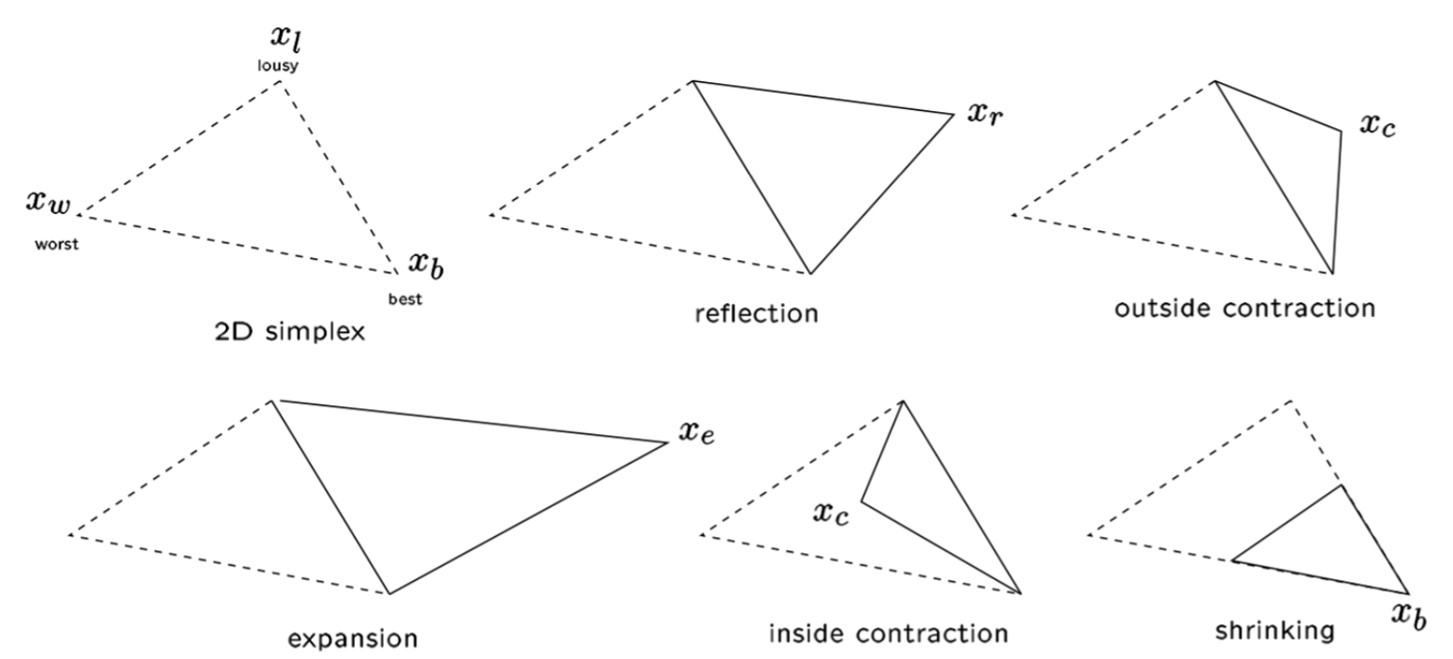 x_l
lousy
x_w
worst
x_b
best
2D simplex
x_r
reflection
x_c
outside contraction
x_e
expansion
x_c
inside contraction
x_b
shrinking